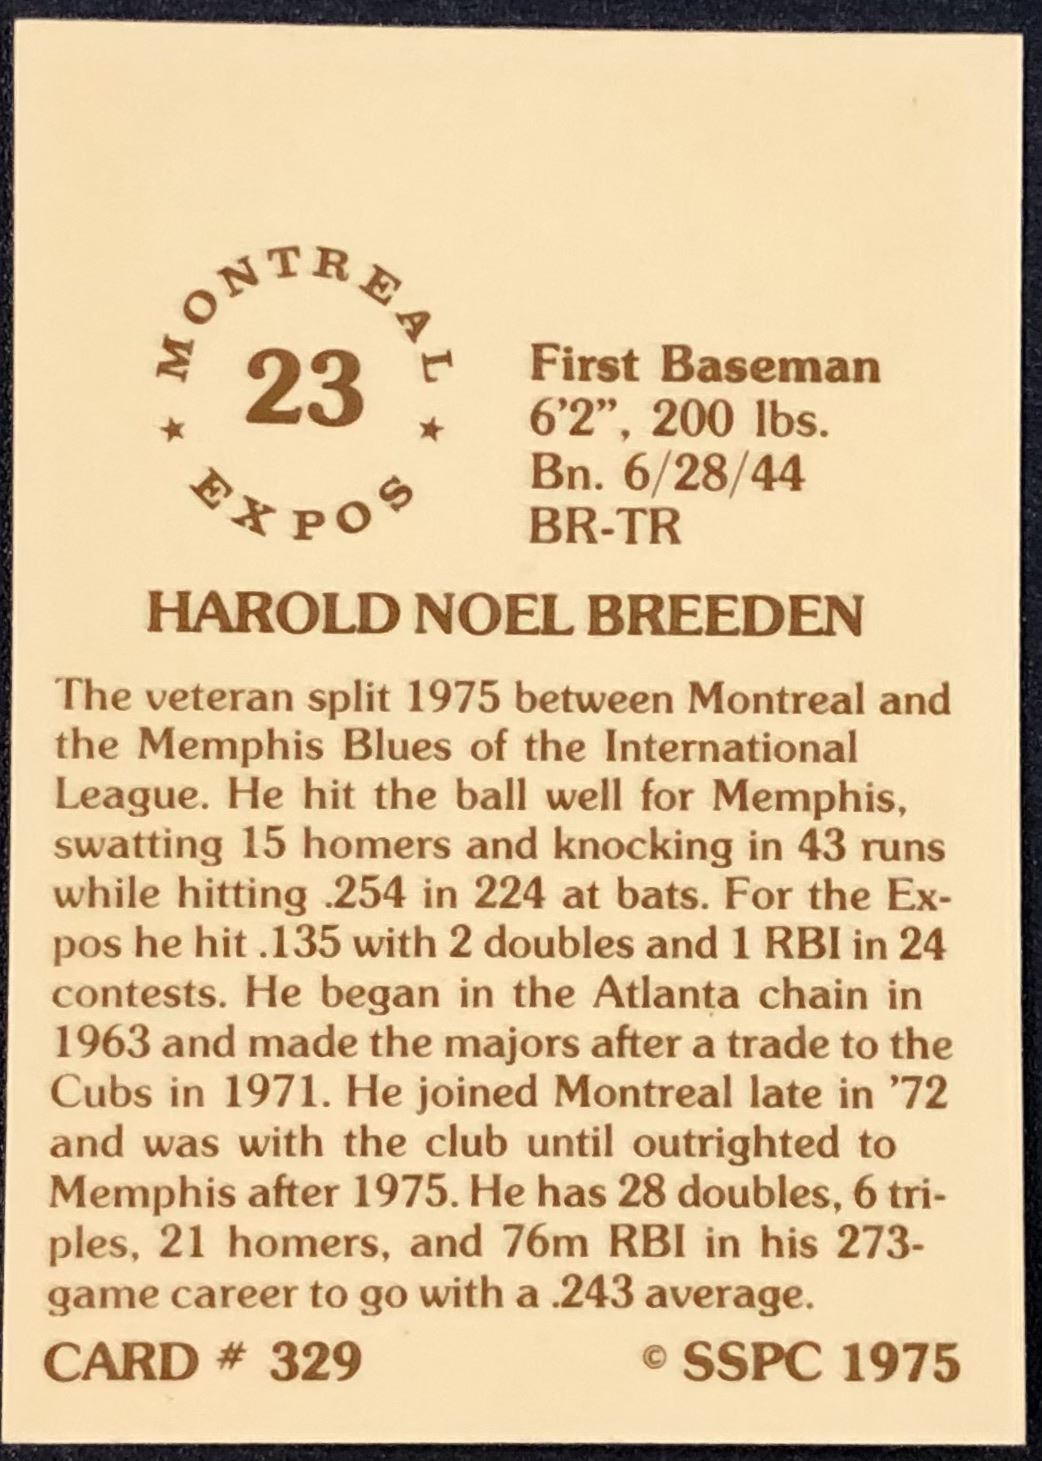 MONTREAL
23
★ ★
EXPOS
First Baseman
6’2”, 200 lbs.
Bn. 6/28/44
BR-TR
HAROLD NOEL BREEDEN
The veteran split 1975 between Montreal and
the Memphis Blues of the International
League. He hit the ball well for Memphis,
swatting 15 homers and knocking in 43 runs
while hitting .254 in 224 at bats. For the Ex-
pos he hit .135 with 2 doubles and 1 RBI in 24
contests. He began in the Atlanta chain in
1963 and made the majors after a trade to the
Cubs in 1971. He joined Montreal late in ’72
and was with the club until outrighted to
Memphis after 1975. He has 28 doubles, 6 tri-
ples, 21 homers, and 76m RBI in his 273-
game career to go with a .243 average.
CARD # 329 © SSPC 1975